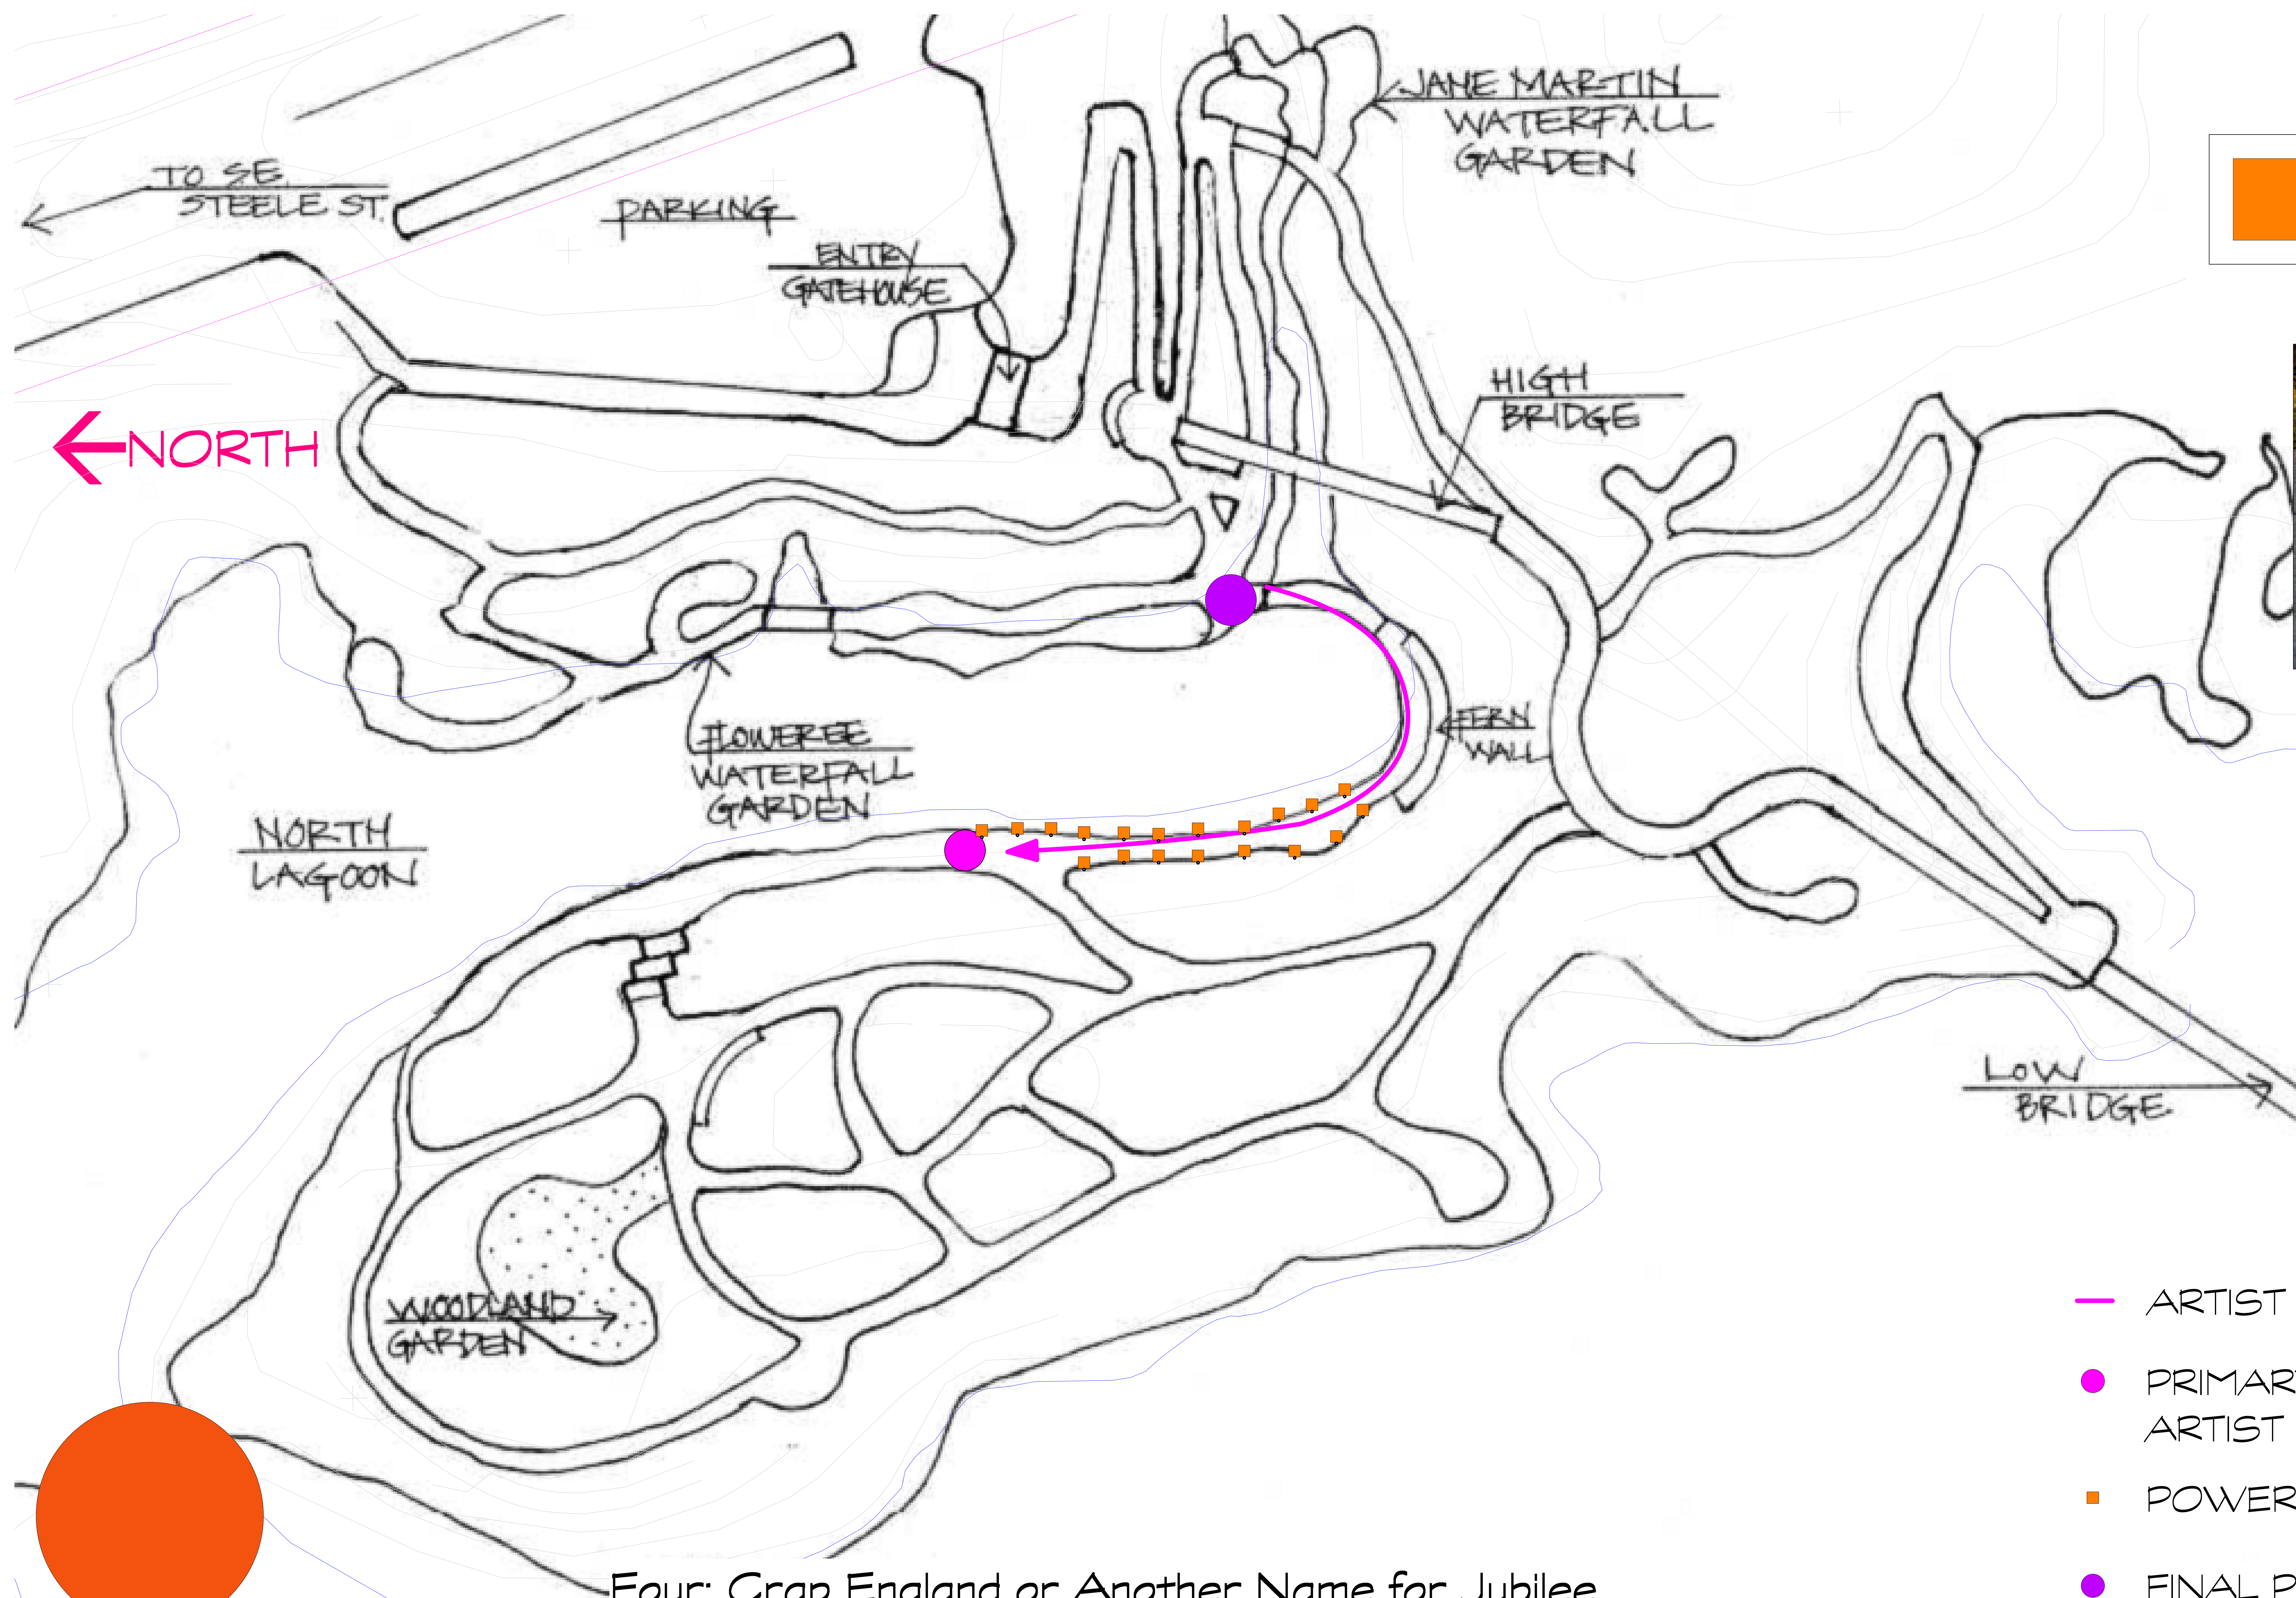 JANE MARTIN
WATERFALL
GARDEN
TO SE
STEELE ST.
PARKING
ENTRY
GATEHOUSE
HIGH
BRIDGE
NORTH
FERN
WALL
FLOWEREE
WATERFALL
GARDEN
NORTH
LAGOON
LOW
BRIDGE
WOODLAND
GARDEN
ARTIST
PRIMAR
ARTIST
POWER
FINAL P
Four: Crap England or Another Name for Jubilee